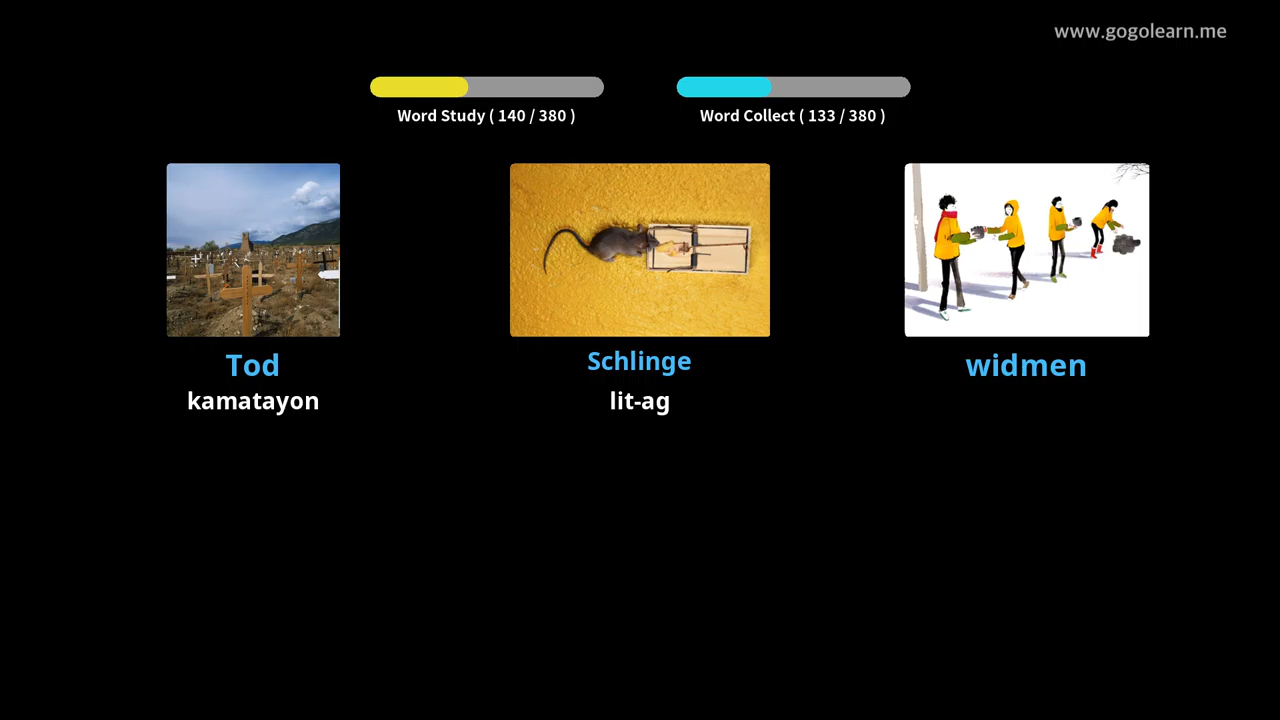 www.gogolearn.me
Word Study ( 140 / 380 )
Word Collect ( 133 / 380 )
Tod
kamatayon
Schlinge
lit-ag
widmen